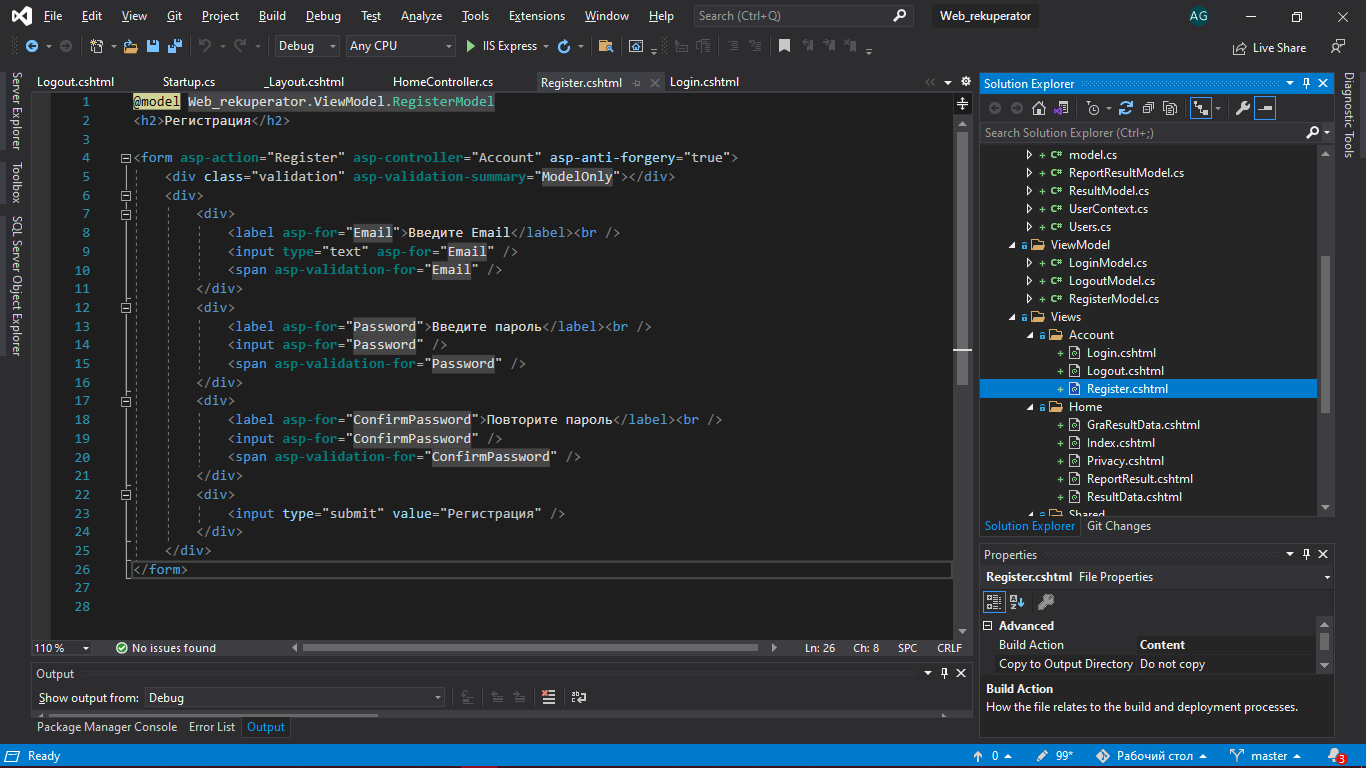 File Edit View Git Project Build Debug Test Analyze Tools Extensions Window Help Search (Ctrl+Q) Web_rekuperator AG
Debug Any CPU IIS Express Live Share
Server Explorer
Toolbox
SQL Server Object Explorer
Logout.cshtml Startup.cs _Layout.cshtml HomeController.cs Register.cshtml Login.cshtml
1 @model Web_rekuperator.ViewModel.RegisterModel
2 <h2>Регистрация</h2>
3
4 <form asp-action="Register" asp-controller="Account" asp-anti-forgery="true">
5 <div class="validation" asp-validation-summary="ModelOnly"></div>
6 <div>
7 <div>
8 <label asp-for="Email">Введите Email</label><br />
9 <input type="text" asp-for="Email" />
10 <span asp-validation-for="Email" />
11 </div>
12 <div>
13 <label asp-for="Password">Введите пароль</label><br />
14 <input asp-for="Password" />
15 <span asp-validation-for="Password" />
16 </div>
17 <div>
18 <label asp-for="ConfirmPassword">Повторите пароль</label><br />
19 <input asp-for="ConfirmPassword" />
20 <span asp-validation-for="ConfirmPassword" />
21 </div>
22 <div>
23 <input type="submit" value="Регистрация" />
24 </div>
25 </div>
26 </form>
27
28
110 % No issues found Ln: 26 Ch: 8 SPC CRLF
Output
Show output from: Debug
Package Manager Console Error List Output
Solution Explorer
Search Solution Explorer (Ctrl+;)
C# model.cs
C# ReportResultModel.cs
C# ResultModel.cs
C# UserContext.cs
C# Users.cs
ViewModel
C# LoginModel.cs
C# LogoutModel.cs
C# RegisterModel.cs
Views
Account
Login.cshtml
Logout.cshtml
Register.cshtml
Home
GraResultData.cshtml
Index.cshtml
Privacy.cshtml
ReportResult.cshtml
ResultData.cshtml
Shared
Solution Explorer Git Changes
Properties
Register.cshtml File Properties
Advanced
Build Action Content
Copy to Output Directory Do not copy
Build Action
How the file relates to the build and deployment processes.
Diagnostic Tools
Ready 0 99* Рабочий стол master 3